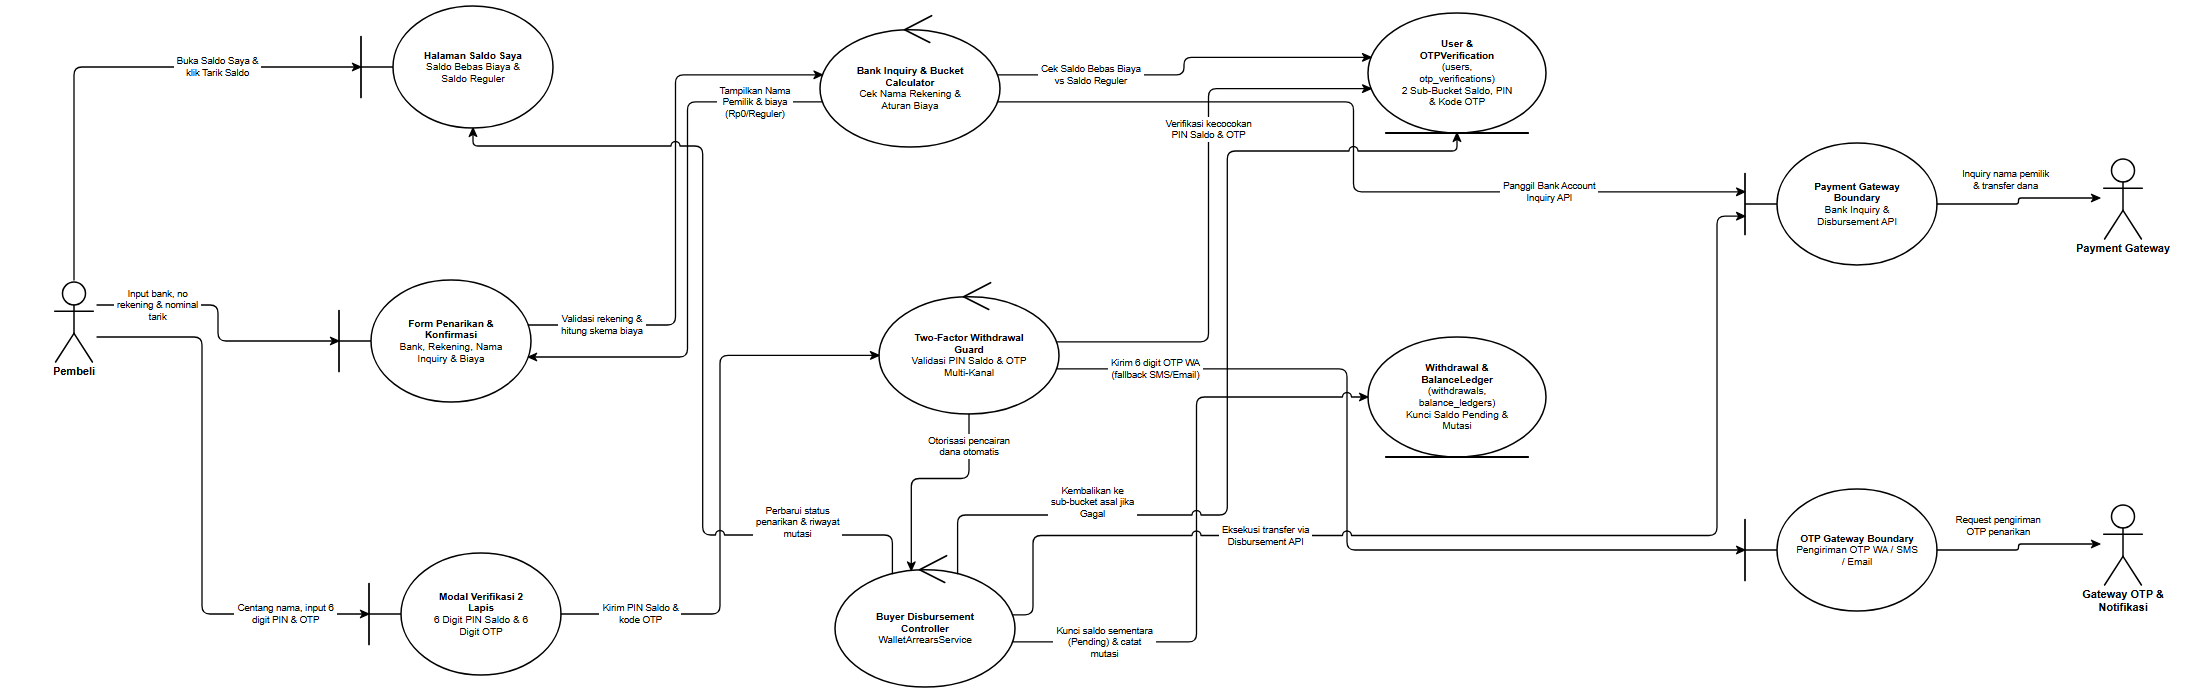 Buka Saldo Saya &
klik Tarik Saldo
Halaman Saldo Saya
Saldo Bebas Biaya &
Saldo Reguler
Tampilkan Nama
Pemilik & biaya
(Rp0/Reguler)
Bank Inquiry & Bucket
Calculator
Cek Nama Rekening &
Aturan Biaya
Cek Saldo Bebas Biaya
vs Saldo Reguler
User &
OTPVerification
(users,
otp_verifications)
2 Sub-Bucket Saldo, PIN
& Kode OTP
Verifikasi kecocokan
PIN Saldo & OTP
Panggil Bank Account
Inquiry API
Payment Gateway
Boundary
Bank Inquiry &
Disbursement API
Inquiry nama pemilik
& transfer dana
Payment Gateway
Pembeli
Input bank, no
rekening & nominal
tarik
Form Penarikan &
Konfirmasi
Bank, Rekening, Nama
Inquiry & Biaya
Validasi rekening &
hitung skema biaya
Two-Factor Withdrawal
Guard
Validasi PIN Saldo & OTP
Multi-Kanal
Kirim 6 digit OTP WA
(fallback SMS/Email)
Withdrawal &
BalanceLedger
(withdrawals,
balance_ledgers)
Kunci Saldo Pending &
Mutasi
Otorisasi pencairan
dana otomatis
Perbarui status
penarikan & riwayat
mutasi
Kembalikan ke
sub-bucket asal jika
Gagal
Eksekusi transfer via
Disbursement API
OTP Gateway Boundary
Pengiriman OTP WA / SMS
/ Email
Request pengiriman
OTP penarikan
Gateway OTP &
Notifikasi
Centang nama, input 6
digit PIN & OTP
Modal Verifikasi 2
Lapis
6 Digit PIN Saldo & 6
Digit OTP
Kirim PIN Saldo &
kode OTP
Buyer Disbursement
Controller
WalletArrearsService
Kunci saldo sementara
(Pending) & catat
mutasi